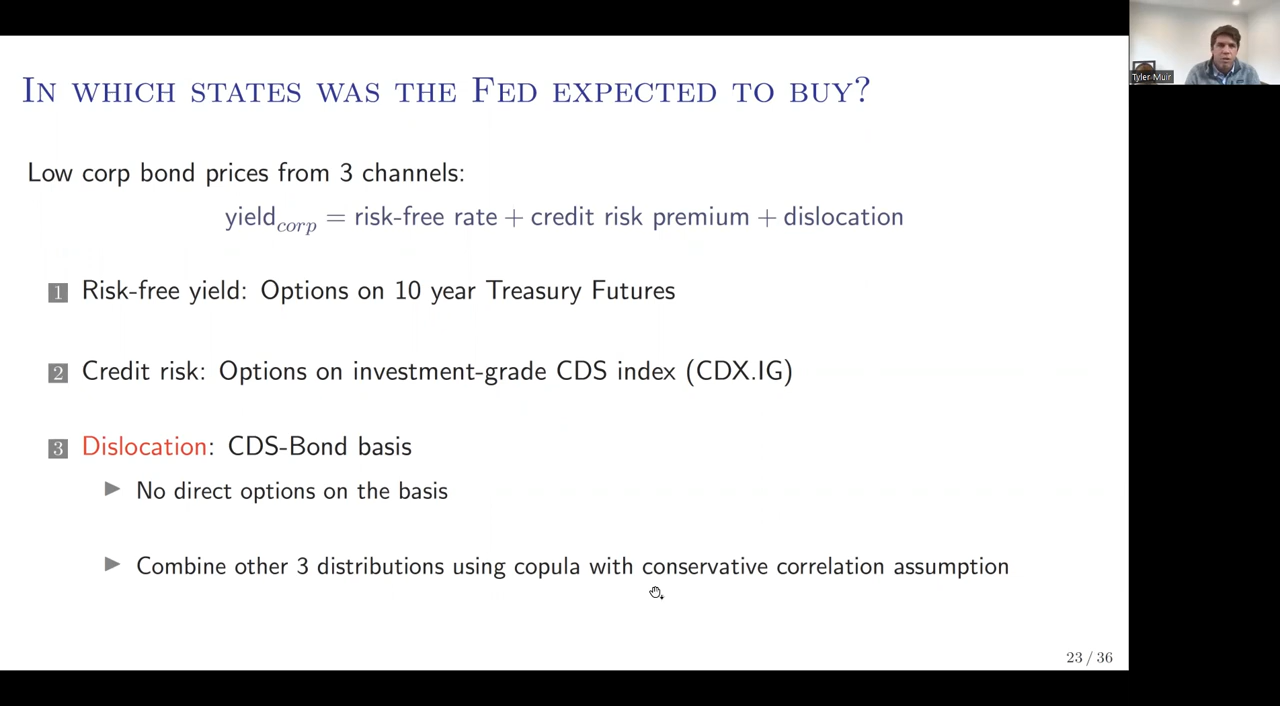 IN WHICH STATES WAS THE FED EXPECTED TO BUY?
Tyler Muir
Low corp bond prices from 3 channels:
yield_corp = risk-free rate + credit risk premium + dislocation
1 Risk-free yield: Options on 10 year Treasury Futures
2 Credit risk: Options on investment-grade CDS index (CDX.IG)
3 Dislocation: CDS-Bond basis
▶ No direct options on the basis
▶ Combine other 3 distributions using copula with conservative correlation assumption
23 / 36